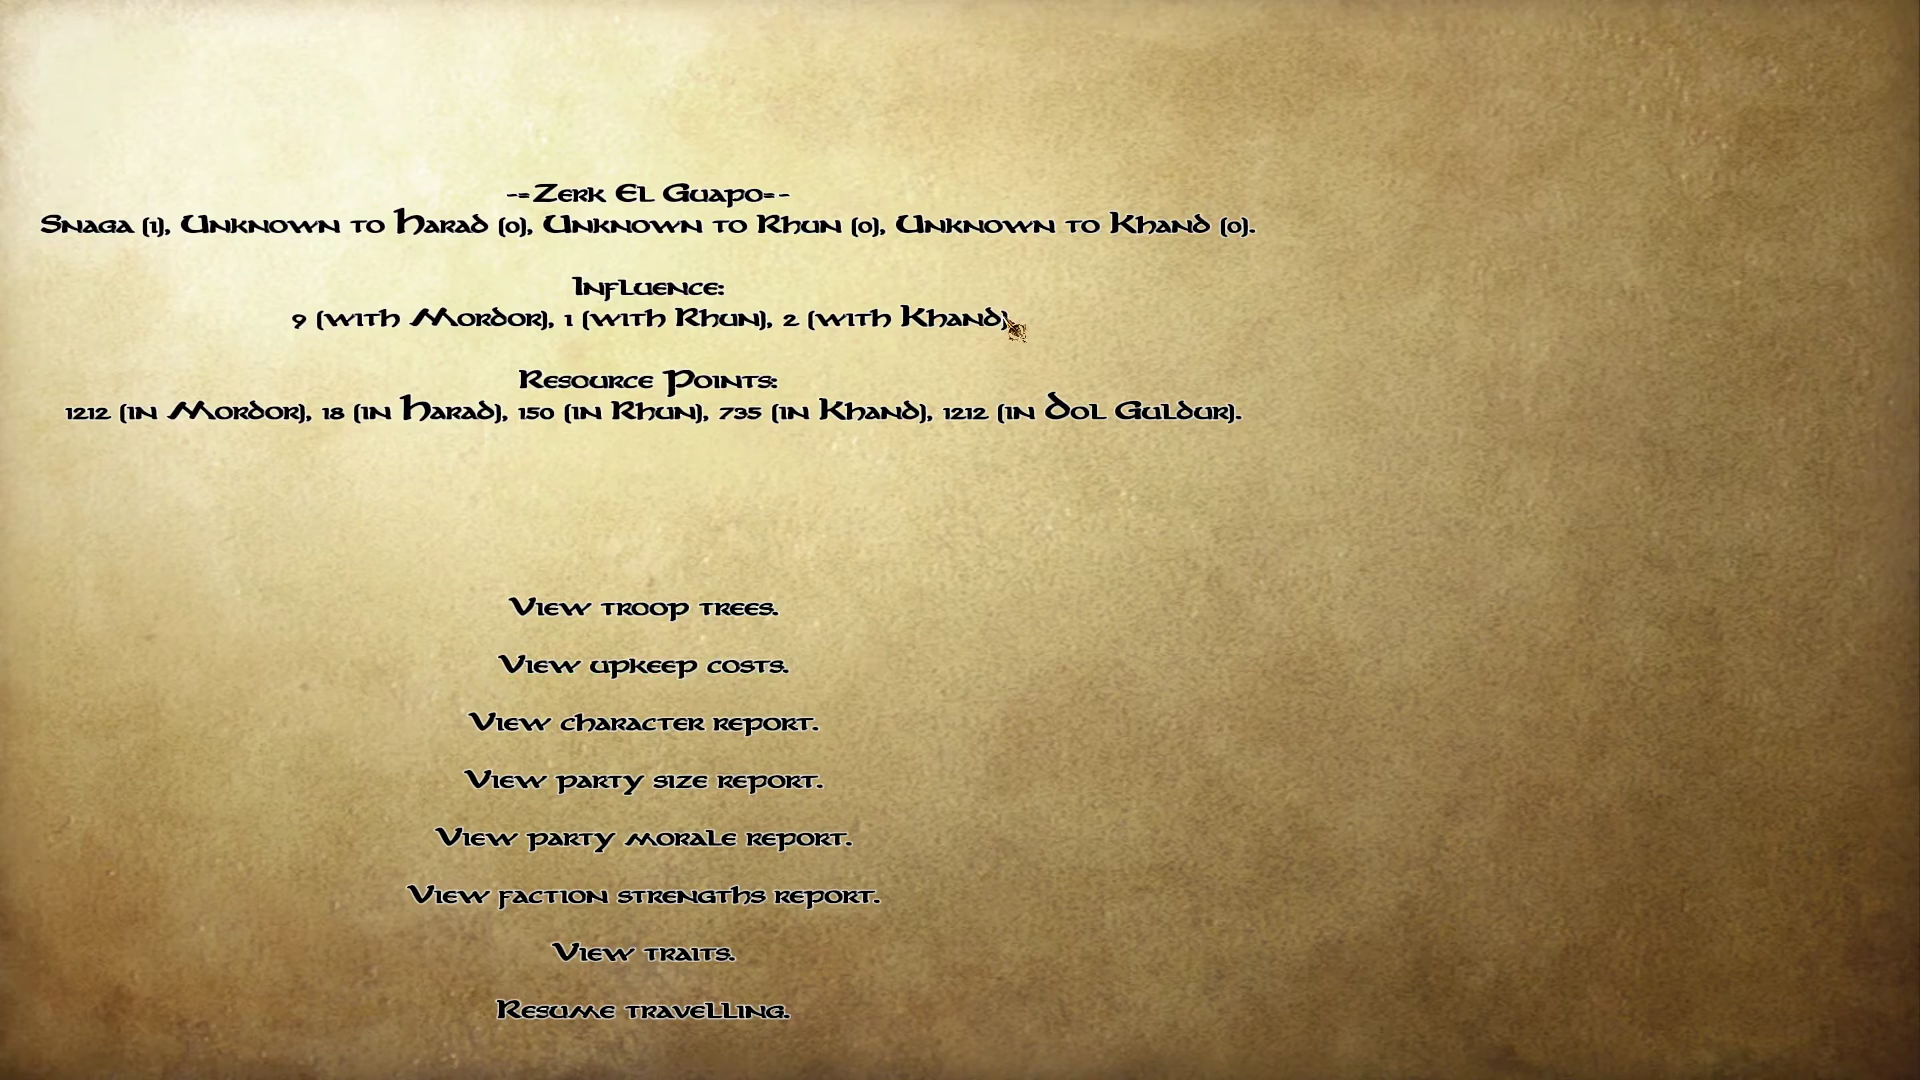 -=Zerk El Guapo=-
Snaga (1), Unknown to Harad (0), Unknown to Rhun (0), Unknown to Khand (0).
Influence:
9 (with Mordor), 1 (with Rhun), 2 (with Khand)
Resource Points:
1212 (in Mordor), 18 (in Harad), 150 (in Rhun), 735 (in Khand), 1212 (in Dol Guldur).
View troop trees.
View upkeep costs.
View character report.
View party size report.
View party morale report.
View faction strengths report.
View traits.
Resume travelling.